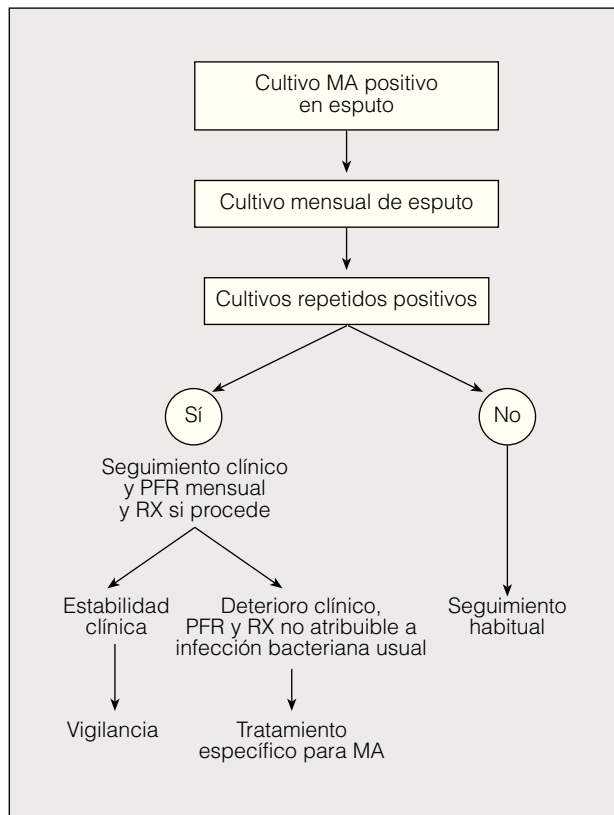 Cultivo MA positivo
en esputo
Cultivo mensual de esputo
Cultivos repetidos positivos
Sí
No
Seguimiento clínico
y PFR mensual
y RX si procede
Estabilidad
clínica
Deterioro clínico,
PFR y RX no atribuible a
infección bacteriana usual
Seguimiento
habitual
Vigilancia
Tratamiento
específico para MA